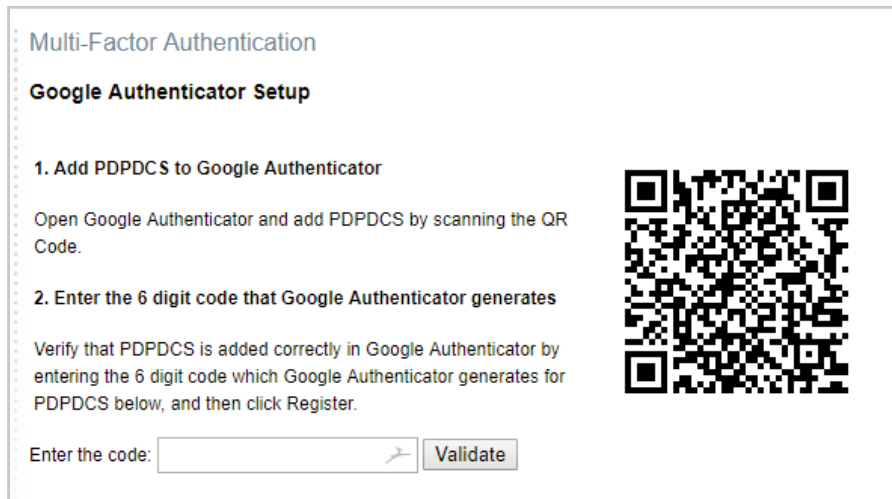 Multi-Factor Authentication
Google Authenticator Setup
1. Add PDPDCS to Google Authenticator
Open Google Authenticator and add PDPDCS by scanning the QR
Code.
2. Enter the 6 digit code that Google Authenticator generates
Verify that PDPDCS is added correctly in Google Authenticator by
entering the 6 digit code which Google Authenticator generates for
PDPDCS below, and then click Register.
Enter the code: Validate